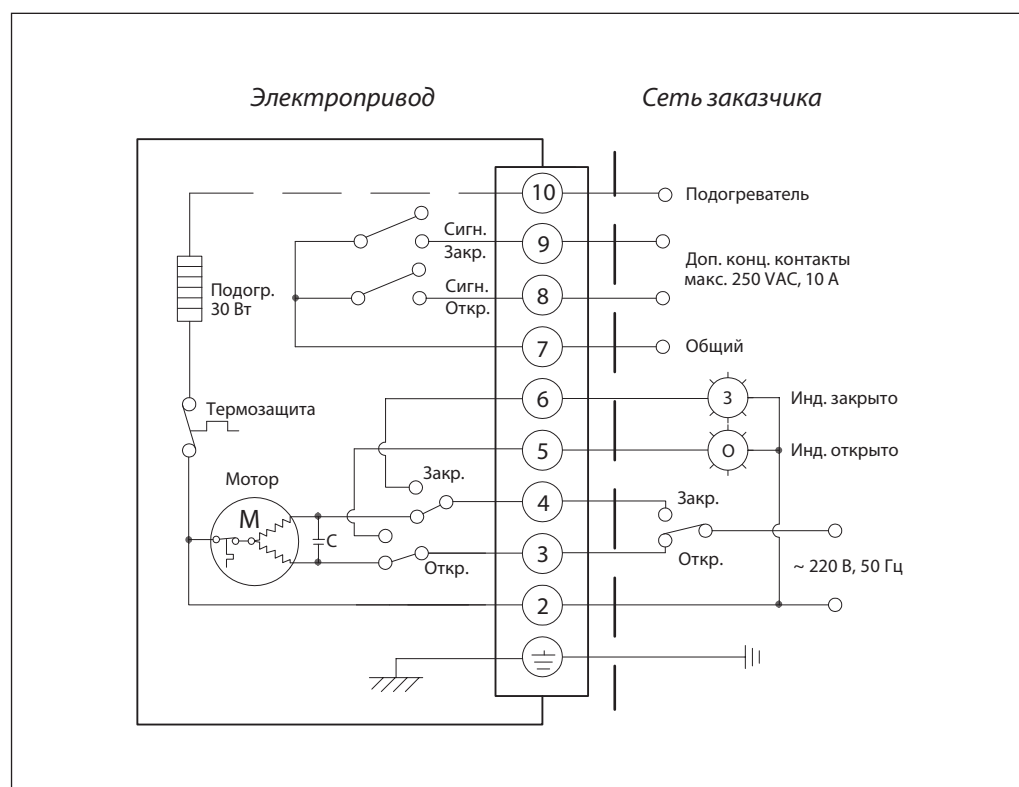 Электропривод
Сеть заказчика
10
Подогреватель
Сигн.
Закр.
9
Доп. конц. контакты
макс. 250 VAC, 10 A
Подогр.
30 Вт
Сигн.
Откр.
8
7
Общий
6
З
Инд. закрыто
Термозащита
5
О
Инд. открыто
Мотор
Закр.
4
Закр.
M
C
Откр.
3
Откр.
~ 220 В, 50 Гц
2